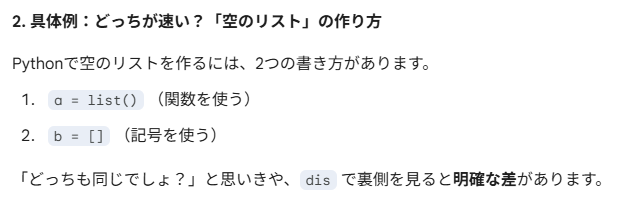 2. 具体例：どっちが速い？「空のリスト」の作り方
Pythonで空のリストを作るには、2つの書き方があります。
1. a = list() （関数を使う）
2. b = [] （記号を使う）
「どっちも同じでしょ？」と思いきや、 dis で裏側を見ると明確な差があります。